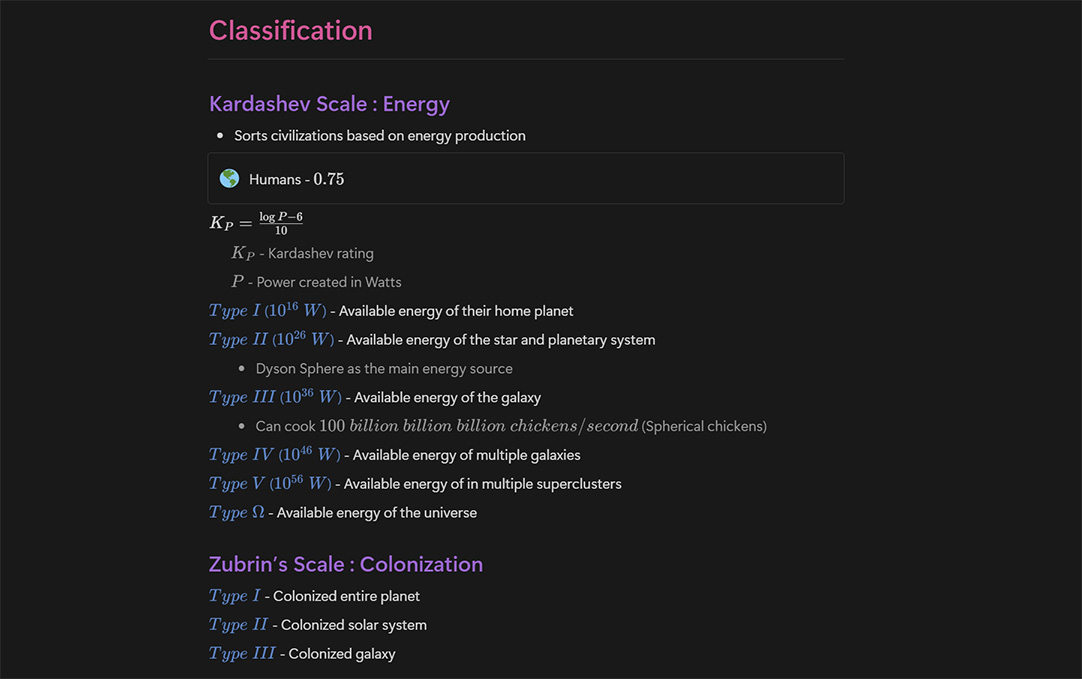 Classification
Kardashev Scale : Energy
• Sorts civilizations based on energy production
🌎 Humans - 0.75
K_P = (log P−6)/10
K_P - Kardashev rating
P - Power created in Watts
Type I (10^16 W) - Available energy of their home planet
Type II (10^26 W) - Available energy of the star and planetary system
• Dyson Sphere as the main energy source
Type III (10^36 W) - Available energy of the galaxy
• Can cook 100 billion billion billion chickens/second (Spherical chickens)
Type IV (10^46 W) - Available energy of multiple galaxies
Type V (10^56 W) - Available energy of in multiple superclusters
Type Ω - Available energy of the universe
Zubrin’s Scale : Colonization
Type I - Colonized entire planet
Type II - Colonized solar system
Type III - Colonized galaxy